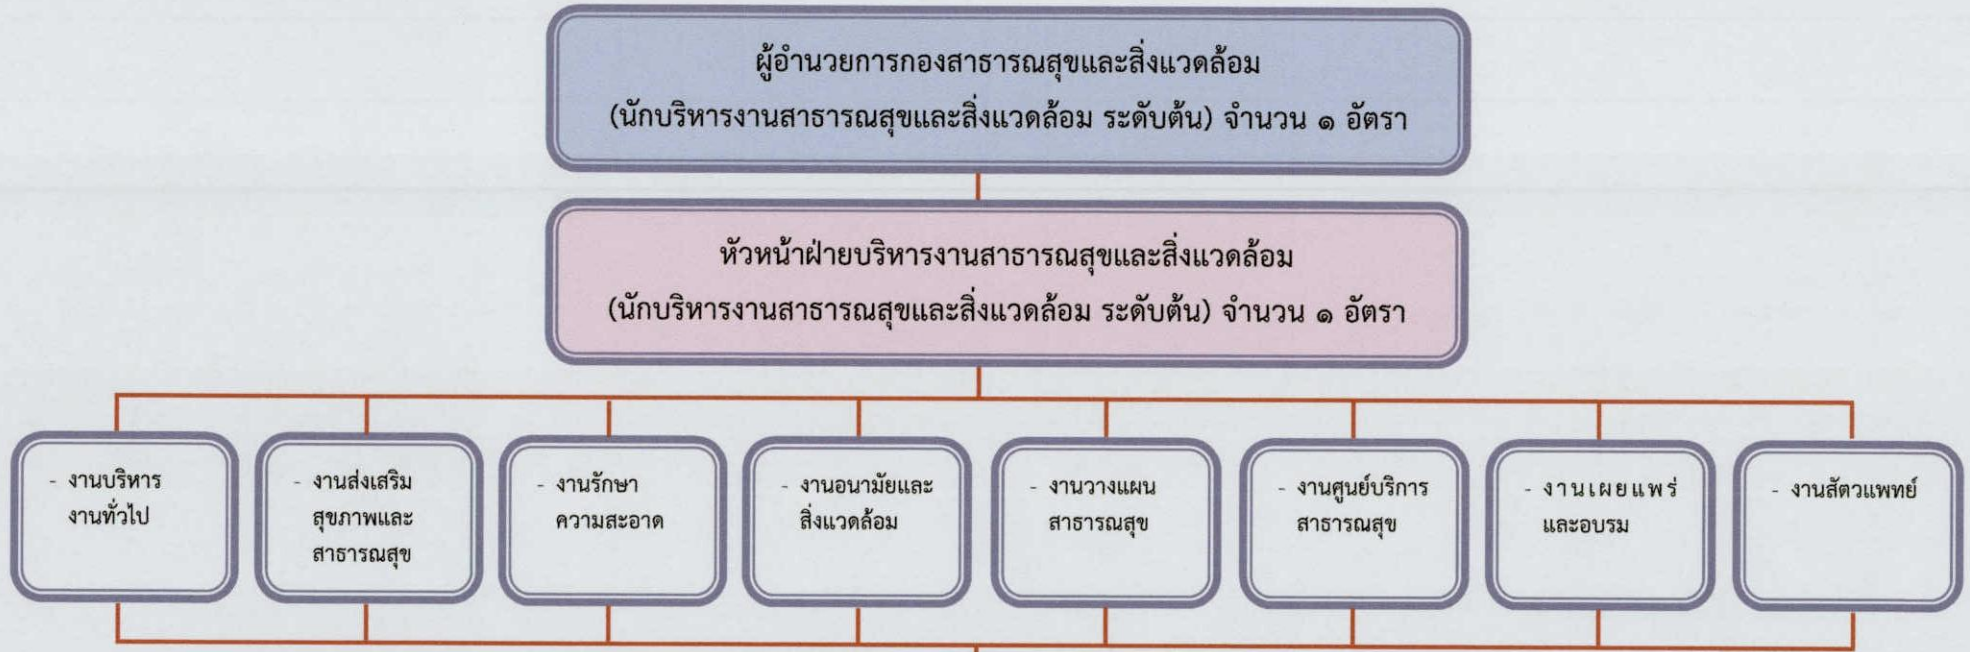 ผู้อำนวยการกองสาธารณสุขและสิ่งแวดล้อม
(นักบริหารงานสาธารณสุขและสิ่งแวดล้อม ระดับต้น) จำนวน ๑ อัตรา
หัวหน้าฝ่ายบริหารงานสาธารณสุขและสิ่งแวดล้อม
(นักบริหารงานสาธารณสุขและสิ่งแวดล้อม ระดับต้น) จำนวน ๑ อัตรา
- งานบริหาร
งานทั่วไป
- งานส่งเสริม
สุขภาพและ
สาธารณสุข
- งานรักษา
ความสะอาด
- งานอนามัยและ
สิ่งแวดล้อม
- งานวางแผน
สาธารณสุข
- งานศูนย์บริการ
สาธารณสุข
- งานเผยแพร่
และอบรม
- งานสัตวแพทย์